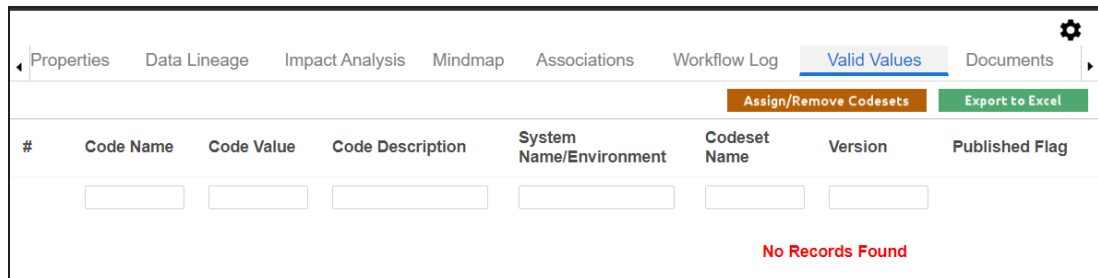 Properties Data Lineage Impact Analysis Mindmap Associations Workflow Log Valid Values Documents
Assign/Remove Codesets Export to Excel
# Code Name Code Value Code Description System Name/Environment Codeset Name Version Published Flag
No Records Found